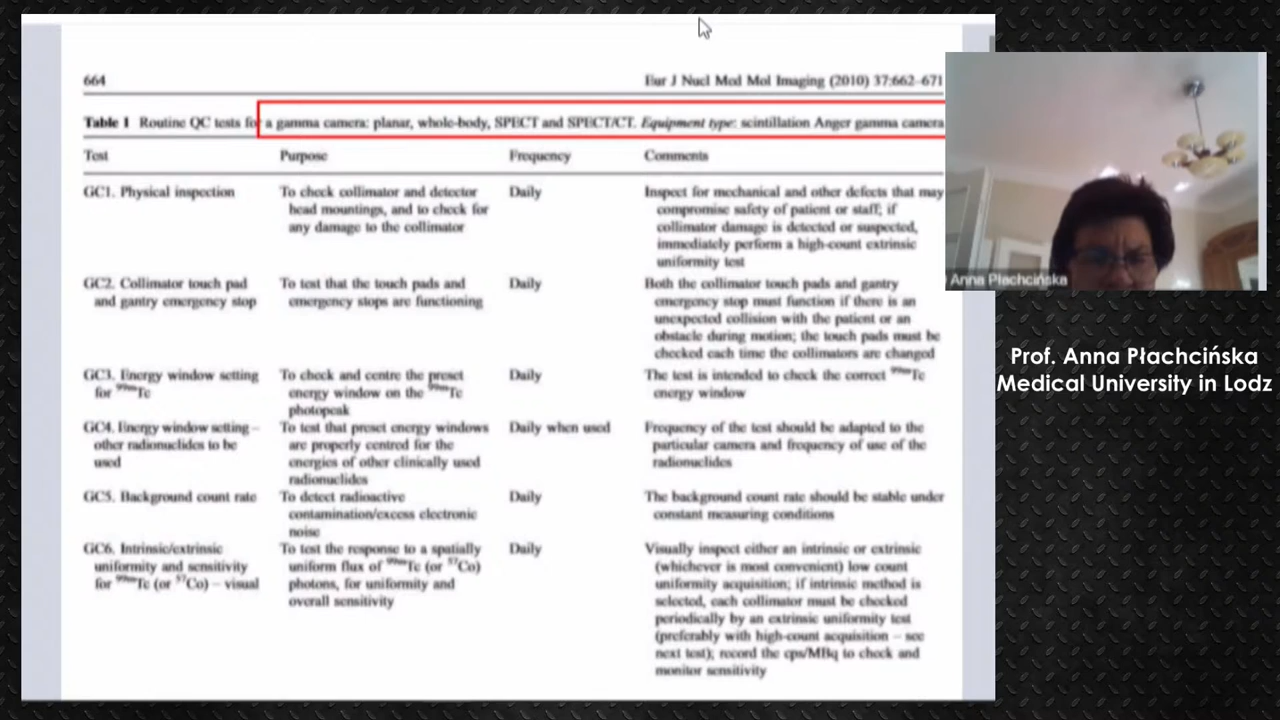 664 Eur J Nucl Med Mol Imaging (2010) 37:662–671
Table 1 Routine QC tests for a gamma camera: planar, whole-body, SPECT and SPECT/CT. Equipment type: scintillation Anger gamma camera
Test Purpose Frequency Comments
GC1. Physical inspection
To check collimator and detector
head mountings, and to check for
any damage to the collimator
Daily
Inspect for mechanical and other defects that may
compromise safety of patient or staff; if
collimator damage is detected or suspected,
immediately perform a high-count extrinsic
uniformity test
GC2. Collimator touch pad
and gantry emergency stop
To test that the touch pads and
emergency stops are functioning
Daily
Both the collimator touch pads and gantry
emergency stop must function if there is an
unexpected collision with the patient or an
obstacle during motion; the touch pads must be
checked each time the collimators are changed
GC3. Energy window setting
for 99mTc
To check and centre the preset
energy window on the 99mTc
photopeak
Daily
The test is intended to check the correct 99mTc
energy window
GC4. Energy window setting –
other radionuclides to be
used
To test that preset energy windows
are properly centred for the
energies of other clinically used
radionuclides
Daily when used
Frequency of the test should be adapted to the
particular camera and frequency of use of the
radionuclides
GC5. Background count rate
To detect radioactive
contamination/excess electronic
noise
Daily
The background count rate should be stable under
constant measuring conditions
GC6. Intrinsic/extrinsic
uniformity and sensitivity
for 99mTc (or 57Co) – visual
To test the response to a spatially
uniform flux of 99mTc (or 57Co)
photons, for uniformity and
overall sensitivity
Daily
Visually inspect either an intrinsic or extrinsic
(whichever is most convenient) low count
uniformity acquisition; if intrinsic method is
selected, each collimator must be checked
periodically by an extrinsic uniformity test
(preferably with high-count acquisition – see
next test); record the cps/MBq to check and
monitor sensitivity
Anna Płachcińska
Prof. Anna Płachcińska
Medical University in Lodz